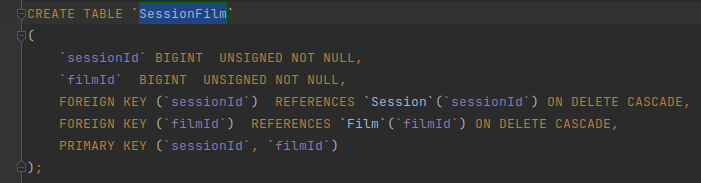 CREATE TABLE `SessionFilm`
(
`sessionId` BIGINT  UNSIGNED NOT NULL,
`filmId`  BIGINT  UNSIGNED NOT NULL,
FOREIGN KEY (`sessionId`)  REFERENCES `Session`(`sessionId`) ON DELETE CASCADE,
FOREIGN KEY (`filmId`)  REFERENCES `Film`(`filmId`) ON DELETE CASCADE,
PRIMARY KEY (`sessionId`, `filmId`)
);